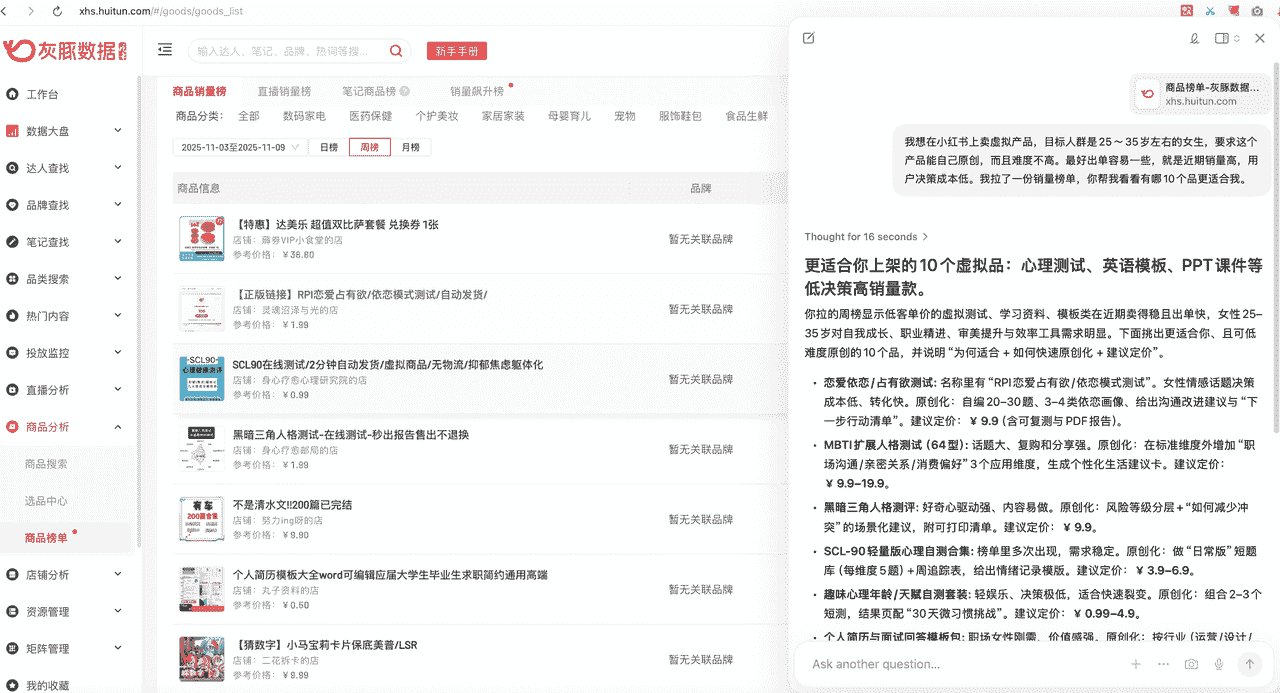 xhs.huitun.com/#/goods/goods_list
灰豚数据
输入达人、笔记、品牌、热词等搜...
新手手册
工作台
数据大盘
达人查找
品牌查找
笔记查找
品类搜索
热门内容
投放监控
直播分析
商品分析
商品搜索
选品中心
商品榜单
店铺分析
资源管理
矩阵管理
我的收藏
商品销量榜 直播销量榜 笔记商品榜 销量飙升榜
商品分类: 全部 数码家电 医药保健 个护美妆 家居家装 母婴育儿 宠物 服饰鞋包 食品生鲜
2025-11-03至2025-11-09 日榜 周榜 月榜
商品信息 品牌
【特惠】达美乐 超值双比萨套餐 兑换券 1张
店铺: 薅券VIP小食堂的店
参考价格: ¥38.80
暂无关联品牌
【正版链接】RPI恋爱占有欲/依恋模式测试/自动发货/
店铺: 灵魂沼泽与光的店
参考价格: ¥1.99
暂无关联品牌
SCL90在线测试/2分钟自动发货/虚拟商品/无物流/抑郁焦虑躯体化
店铺: 身心疗愈心理研究院的店
参考价格: ¥0.99
暂无关联品牌
黑暗三角人格测试-在线测试-秒出报告售出不退换
店铺: 身心疗愈邮局的店
参考价格: ¥1.99
暂无关联品牌
不是清水文!!200篇已完结
店铺: 努力ing呀的店
参考价格: ¥9.90
暂无关联品牌
个人简历模板大全word可编辑应届大学生毕业生求职简约通用高端
店铺: 丸子资料的店
参考价格: ¥0.50
暂无关联品牌
【猜数字】小马宝莉卡片保底美普/LSR
店铺: 二花拆卡的店
参考价格: ¥9.99
暂无关联品牌
商品榜单-灰豚数据...
xhs.huitun.com
我想在小红书上卖虚拟产品，目标人群是25～35岁左右的女生，要求这个
产品能自己原创，而且难度不高。最好出单容易一些，就是近期销量高，用
户决策成本低。我拉了一份销量榜单，你帮我看看有哪10个品更适合我。
Thought for 16 seconds
更适合你上架的10个虚拟品：心理测试、英语模板、PPT课件等
低决策高销量款。
你拉的周榜显示低客单价的虚拟测试、学习资料、模板类在近期卖得稳且出单快，女性25–
35岁对自我成长、职业精进、审美提升与效率工具需求明显。下面挑出更适合你、且可低
难度原创的10个品，并说明“为何适合 + 如何快速原创化 + 建议定价”。
• 恋爱依恋/占有欲测试: 名称里有“RPI恋爱占有欲/依恋模式测试”。女性情感话题决策
成本低、转化快。原创化：自编20–30题、3–4类依恋画像、给出沟通改进建议与“下
一步行动清单”。建议定价：¥ 9.9 (含可复测与PDF报告)。
• MBTI扩展人格测试 (64型): 话题大、复购和分享强。原创化：在标准维度外增加“职
场沟通/亲密关系/消费偏好”3个应用维度，生成个性化生活建议卡。建议定价：
¥ 9.9–19.9。
• 黑暗三角人格测评: 好奇心驱动强、内容易做。原创化：风险等级分层+“如何减少冲
突”的场景化建议，附可打印清单。建议定价：¥ 9.9。
• SCL-90轻量版心理自测合集: 榜单里多次出现，需求稳定。原创化：做“日常版”短题
库 (每维度5题) +周追踪表，给出情绪记录模版。建议定价：¥ 3.9–6.9。
• 趣味心理年龄/天赋自测套装: 轻娱乐、决策极低，适合快速裂变。原创化：组合2–3个
短测，结果页配“30天微习惯挑战”。建议定价：¥ 0.99–4.9。
• 个人简历与面试问答模板包: 职场女性刚需、价值感强。原创化：按行业 (运营/设计/
Ask another question...